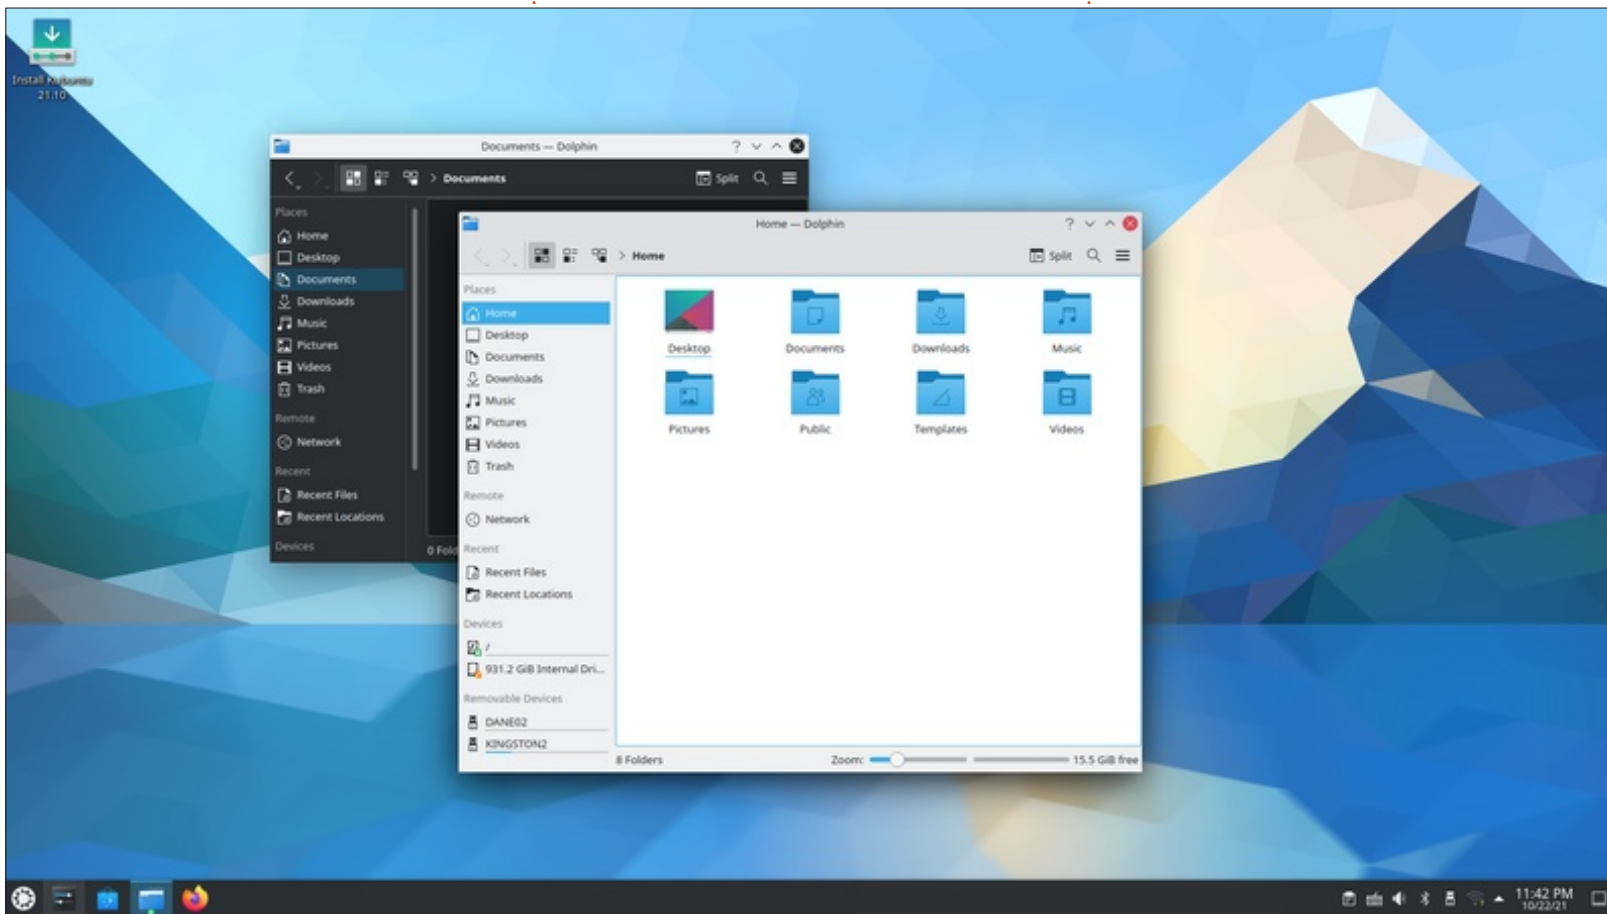 Install Kubuntu
21.10
Documents — Dolphin
Documents
Split
Places
Home
Desktop
Documents
Downloads
Music
Pictures
Videos
Trash
Remote
Network
Recent
Recent Files
Recent Locations
Devices
0 Fold
Home — Dolphin
Home
Split
Places
Home
Desktop
Documents
Downloads
Music
Pictures
Videos
Trash
Remote
Network
Recent
Recent Files
Recent Locations
Devices
/
931.2 GiB Internal Dri...
Removable Devices
DANE02
KINGSTON2
Desktop
Documents
Downloads
Music
Pictures
Public
Templates
Videos
8 Folders
Zoom:
15.5 GiB free
11:42 PM
10/22/21